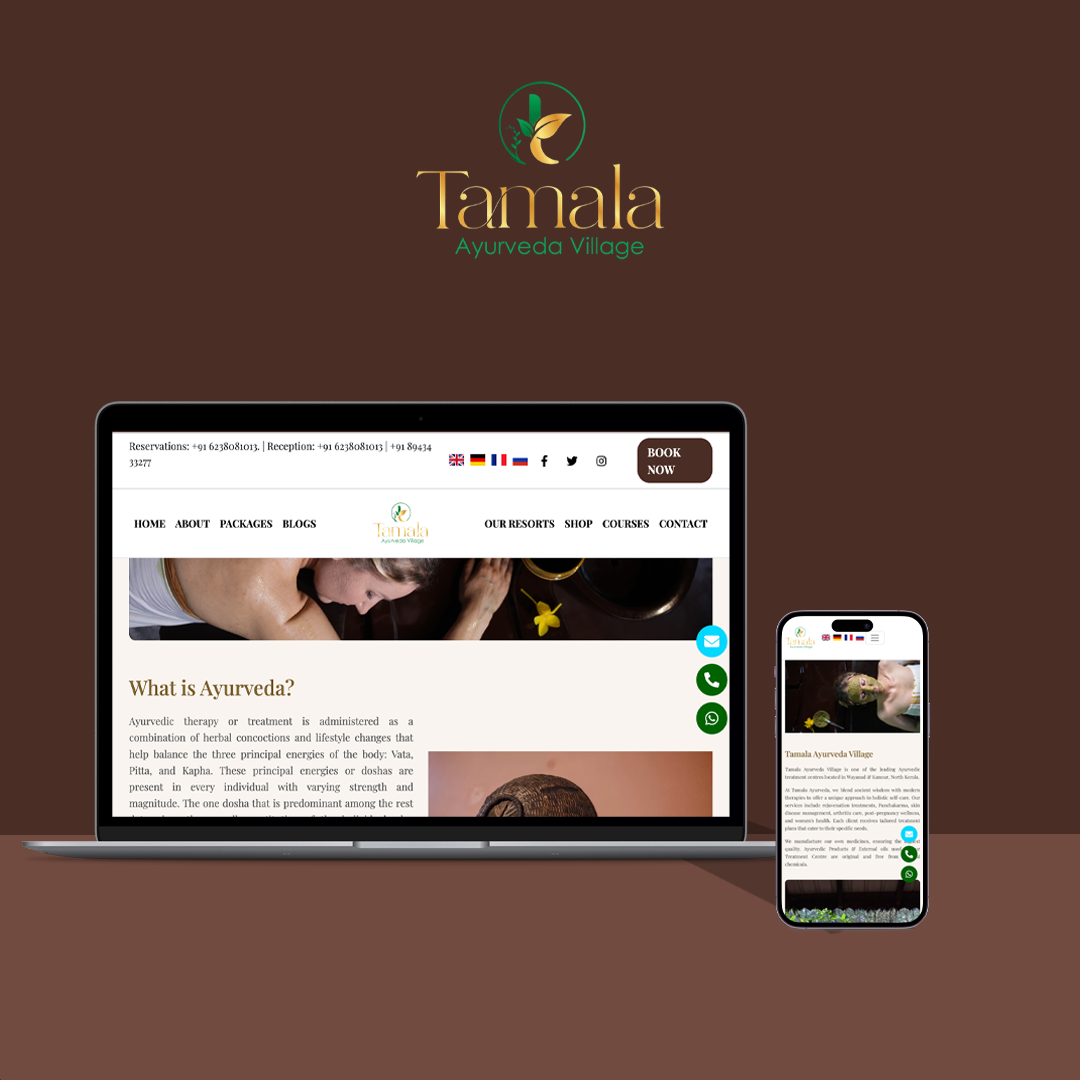 Tamala
Ayurveda Village
Reservations: +91 6238081013. | Reception: +91 6238081013 | +91 89434
33277
BOOK
NOW
HOME ABOUT PACKAGES BLOGS
Tamala
Ayurveda Village
OUR RESORTS SHOP COURSES CONTACT
What is Ayurveda?
Ayurvedic therapy or treatment is administered as a
combination of herbal concoctions and lifestyle changes that
help balance the three principal energies of the body: Vata,
Pitta, and Kapha. These principal energies or doshas are
present in every individual with varying strength and
magnitude. The one dosha that is predominant among the rest
Tamala
Ayurveda Village
Tamala Ayurveda Village
Tamala Ayurveda Village is one of the leading Ayurvedic
treatment centers located in Wayanad & Kannur, North Kerala.
At Tamala Ayurveda, we blend ancient wisdom with modern
therapies to offer a unique approach to holistic self-care. Our
services include rejuvenation treatments, Panchakarma, skin
disease management, arthritis care, post-pregnancy wellness,
and women's health. Each client receives tailored treatment
plans that cater to their specific needs.
We manufacture our own medicines, ensuring the
quality. Ayurvedic Products & External oils used
Treatment Centre are original and free from
chemicals.